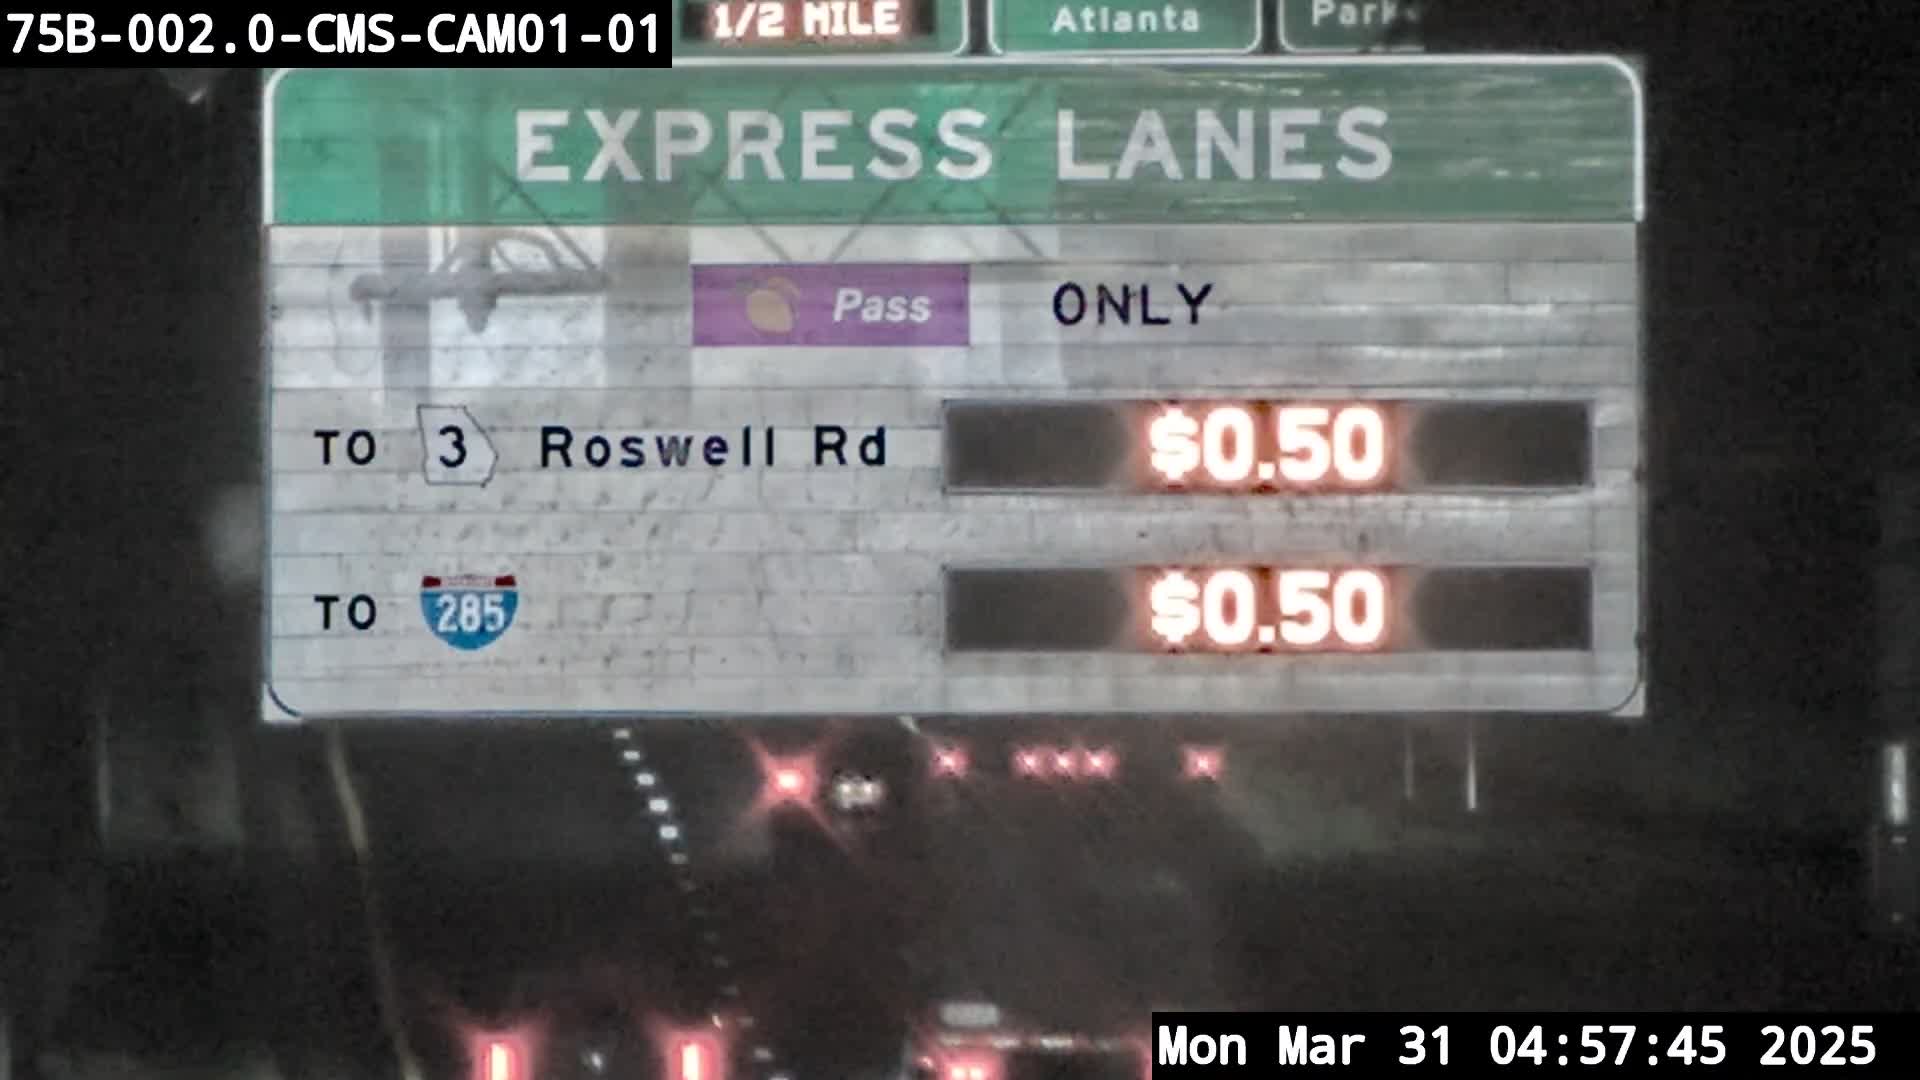 75B-002.0-CMS-CAM01-01
1/2 MILE
Atlanta
Park
EXPRESS LANES
Pass ONLY
TO 3 Roswell Rd $0.50
TO 285 $0.50
Mon Mar 31 04:57:45 2025